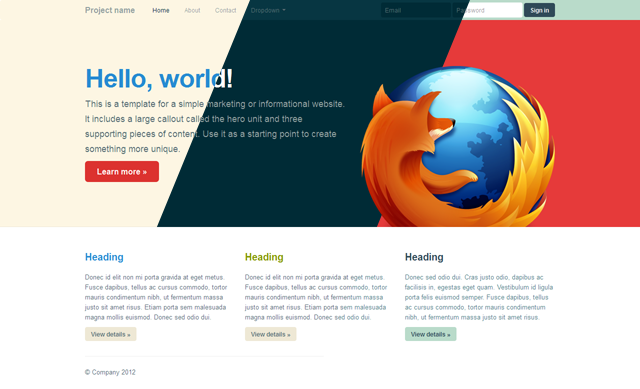 Project name Home About Contact Dropdown Email Password Sign in
Hello, world!
This is a template for a simple marketing or informational website.
It includes a large callout called the hero unit and three
supporting pieces of content. Use it as a starting point to create
something more unique.
Learn more »
Heading
Donec id elit non mi porta gravida at eget metus.
Fusce dapibus, tellus ac cursus commodo, tortor
mauris condimentum nibh, ut fermentum massa
justo sit amet risus. Etiam porta sem malesuada
magna mollis euismod. Donec sed odio dui.
View details »
Heading
Donec id elit non mi porta gravida at eget metus.
Fusce dapibus, tellus ac cursus commodo, tortor
mauris condimentum nibh, ut fermentum massa
justo sit amet risus. Etiam porta sem malesuada
magna mollis euismod. Donec sed odio dui.
View details »
Heading
Donec sed odio dui. Cras justo odio, dapibus ac
facilisis in, egestas eget quam. Vestibulum id ligula
porta felis euismod semper. Fusce dapibus, tellus
ac cursus commodo, tortor mauris condimentum
nibh, ut fermentum massa justo sit amet risus.
View details »
© Company 2012